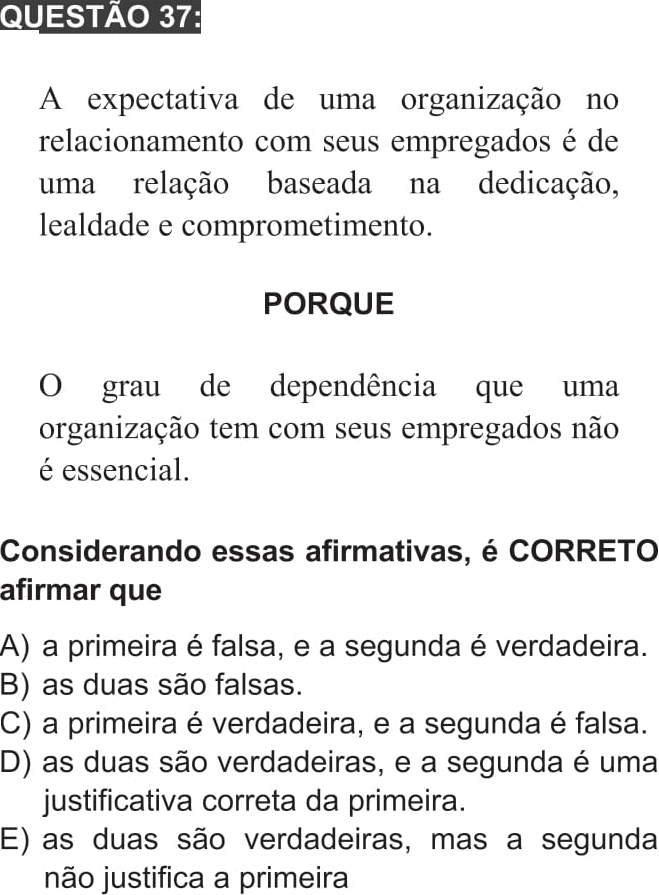 QUESTÃO 37:
A expectativa de uma organização no
relacionamento com seus empregados é de
uma relação baseada na dedicação,
lealdade e comprometimento.
PORQUE
O grau de dependência que uma
organização tem com seus empregados não
é essencial.
Considerando essas afirmativas, é CORRETO
afirmar que
A) a primeira é falsa, e a segunda é verdadeira.
B) as duas são falsas.
C) a primeira é verdadeira, e a segunda é falsa.
D) as duas são verdadeiras, e a segunda é uma
justificativa correta da primeira.
E) as duas são verdadeiras, mas a segunda
não justifica a primeira